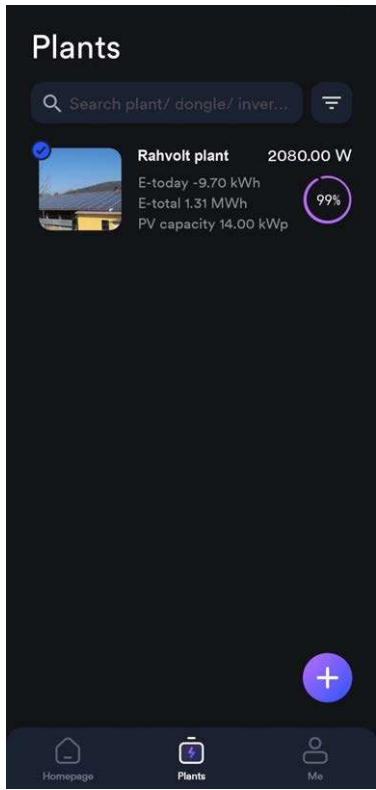 Plants
Search plant/ dongle/ inver...
Rahvolt plant 2080.00 W
E-today -9.70 kWh
E-total 1.31 MWh
99%
PV capacity 14.00 kWp
Homepage Plants Me